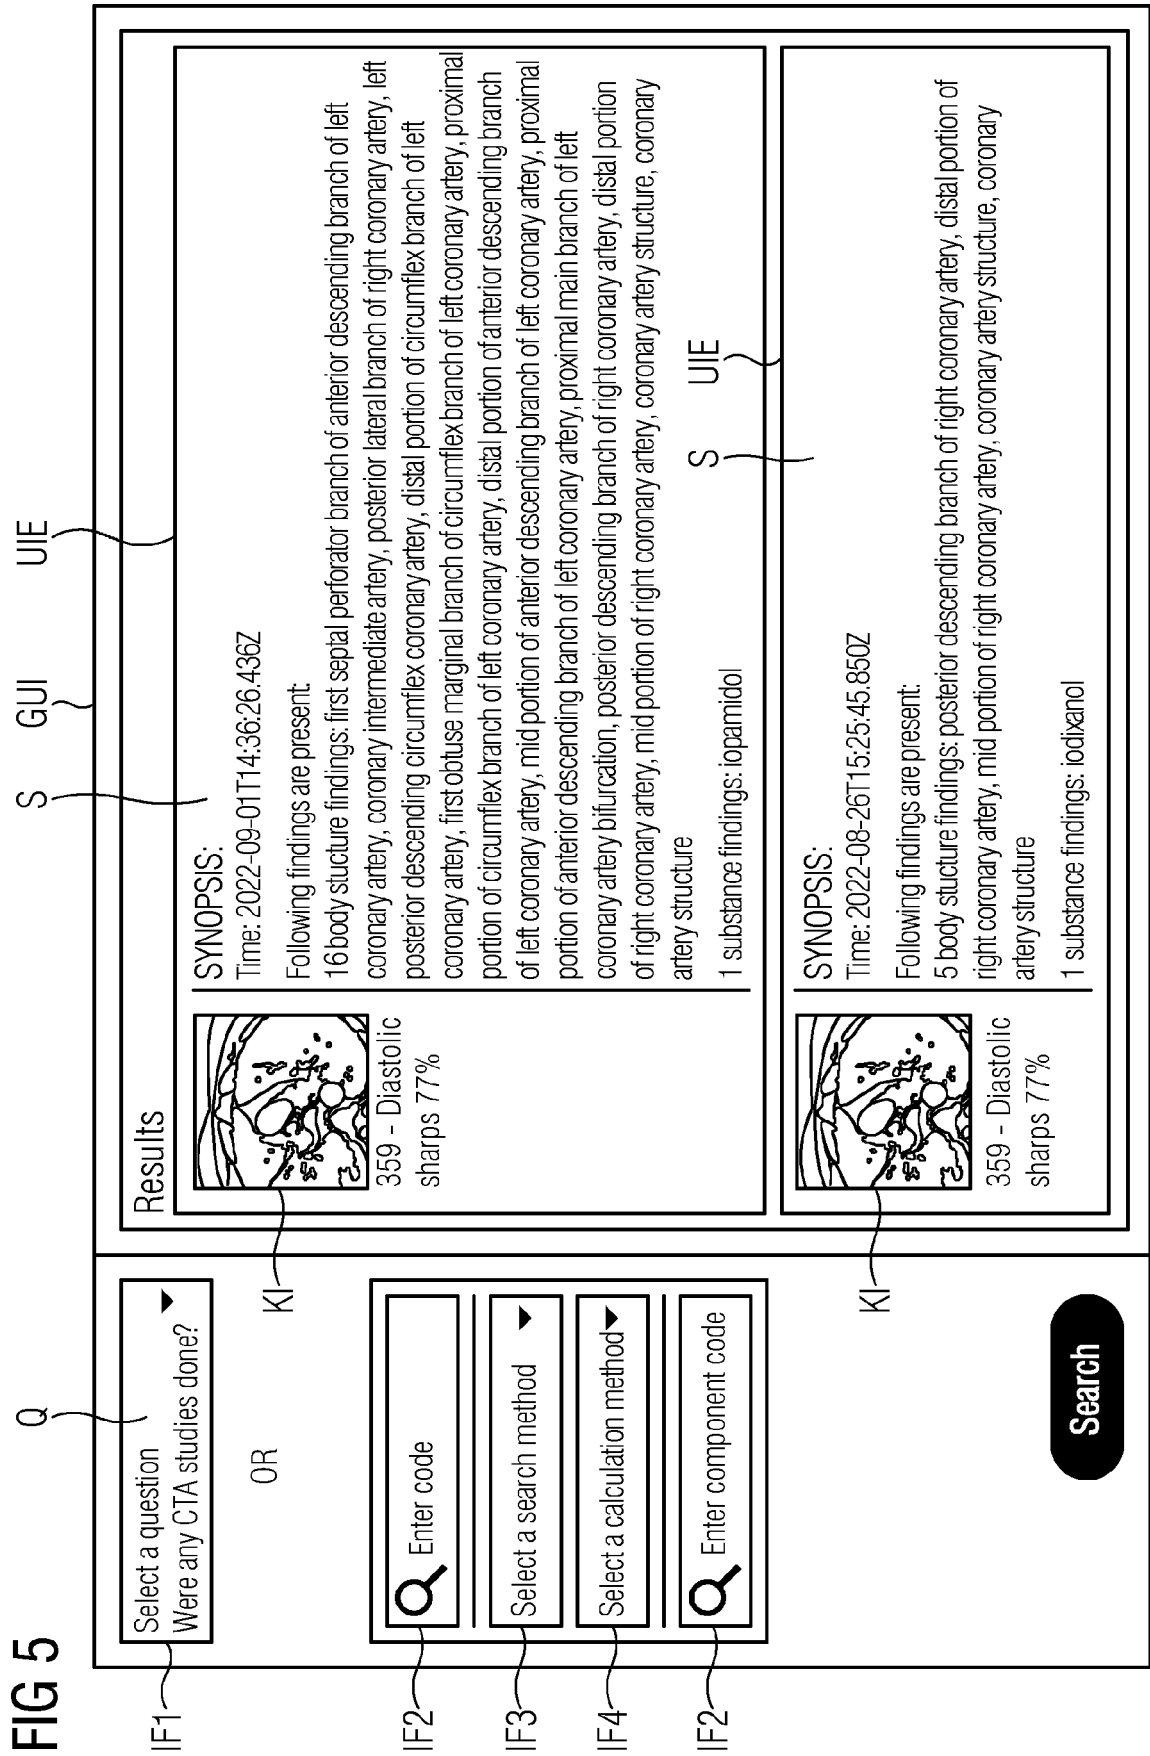 FIG 5
IF1
Q
Select a question
Were any CTA studies done?
OR
IF2
Enter code
IF3
Select a search method
IF4
Select a calculation method
IF2
Enter component code
Search
S
GUI
UIE
Results
KI
359 - Diastolic
sharps 77%
SYNOPSIS:
Time: 2022-09-01T14:36:26.436Z
Following findings are present:
16 body stucture findings: first septal perforator branch of anterior descending branch of left
coronary artery, coronary intermediate artery, posterior lateral branch of right coronary artery, left
posterior descending circumflex coronary artery, distal portion of circumflex branch of left
coronary artery, first obtuse marginal branch of circumflex branch of left coronary artery, proximal
portion of circumflex branch of left coronary artery, distal portion of anterior descending branch
of left coronary artery, mid portion of anterior descending branch of left coronary artery, proximal
portion of anterior descending branch of left coronary artery, proximal main branch of left
coronary artery bifurcation, posterior descending branch of right coronary artery, distal portion
of right coronary artery, mid portion of right coronary artery, coronary artery structure, coronary
artery structure
1 substance findings: iopamidol
S
UIE
KI
359 - Diastolic
sharps 77%
SYNOPSIS:
Time: 2022-08-26T15:25:45.850Z
Following findings are present:
5 body stucture findings: posterior descending branch of right coronary artery, distal portion of
right coronary artery, mid portion of right coronary artery, coronary artery structure, coronary
artery structure
1 substance findings: iodixanol